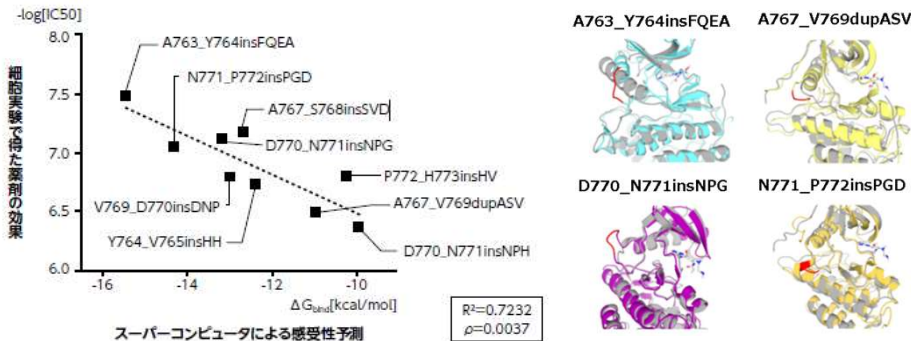 -log[IC50]
8.0
7.5
7.0
6.5
6.0
細胞実験で得た薬剤の効果
A763_Y764insFQEA
N771_P772insPGD
A767_S768insSVD
D770_N771insNPG
P772_H773insHV
V769_D770insDNP
A767_V769dupASV
Y764_V765insHH
D770_N771insNPH
-16
-14
-12
-10
ΔGbind[kcal/mol]
スーパーコンピュータによる感受性予測
R²=0.7232
ρ=0.0037
A763_Y764insFQEA
A767_V769dupASV
D770_N771insNPG
N771_P772insPGD